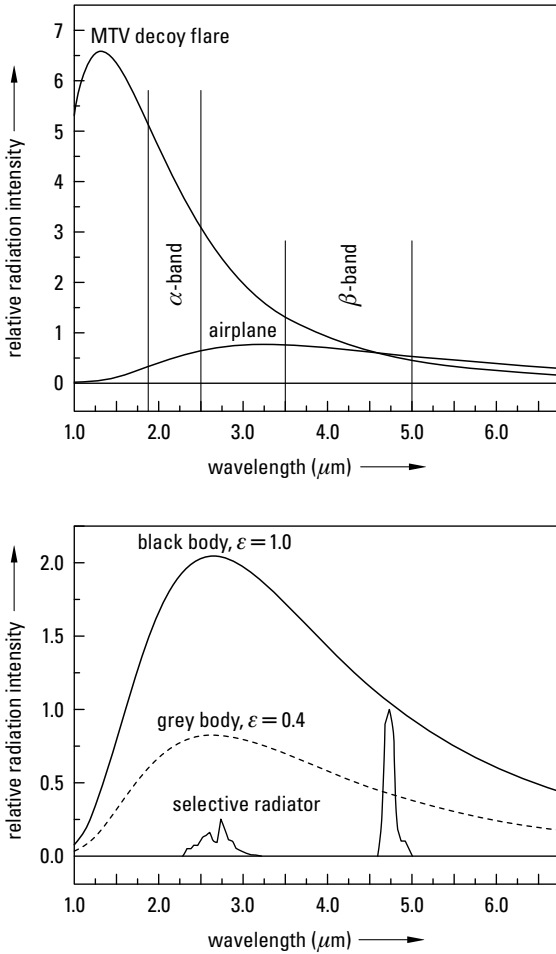 7
MTV decoy flare
6
5
4
3
2
1
0
relative radiation intensity
α-band
β-band
airplane
1.0 2.0 3.0 4.0 5.0 6.0
wavelength (μm)
black body, ε = 1.0
2.0
1.5
1.0
0.5
0.0
relative radiation intensity
grey body, ε = 0.4
selective radiator
1.0 2.0 3.0 4.0 5.0 6.0
wavelength (μm)